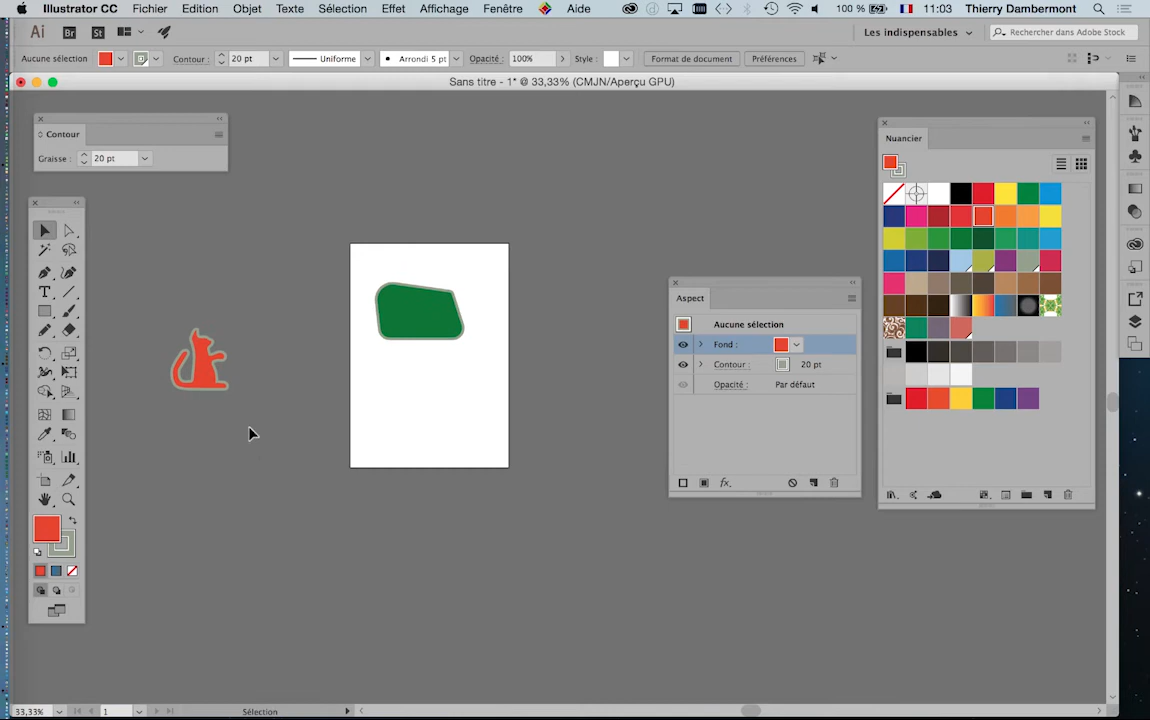 Illustrator CC Fichier Edition Objet Texte Sélection Effet Affichage Fenêtre Aide 100 % 11:03 Thierry Dambermont
Ai Br St Les indispensables Rechercher dans Adobe Stock
Aucune sélection Contour : 20 pt Uniforme Arrondi 5 pt Opacité : 100% Style : Format de document Préférences
Sans titre - 1* @ 33,33% (CMJN/Aperçu GPU)
Contour
Graisse : 20 pt
Nuancier
Aspect
Aucune sélection
Fond :
Contour : 20 pt
Opacité : Par défaut
fx.
33,33% 1 Sélection